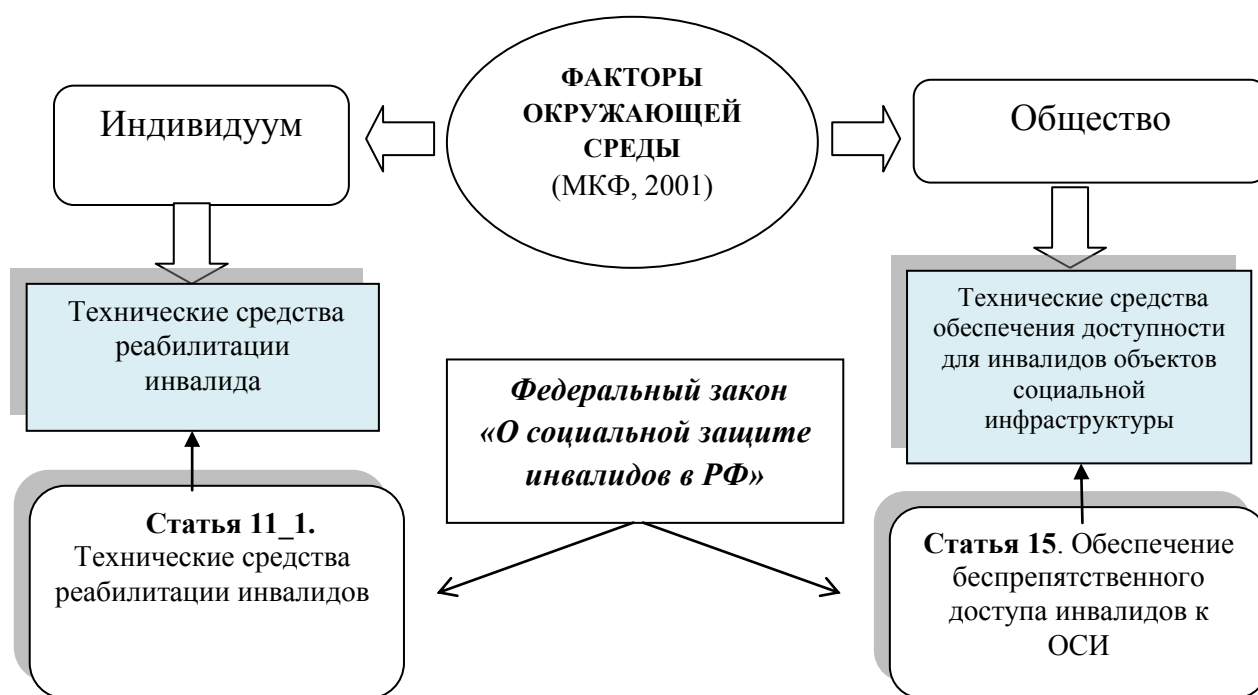 ФАКТОРЫ
ОКРУЖАЮЩЕЙ
СРЕДЫ
(МКФ, 2001)
Индивидуум
Общество
Технические средства
реабилитации
инвалида
Технические средства
обеспечения доступности
для инвалидов объектов
социальной
инфраструктуры
Федеральный закон
«О социальной защите
инвалидов в РФ»
Статья 11_1.
Технические средства
реабилитации инвалидов
Статья 15. Обеспечение
беспрепятственного
доступа инвалидов к
ОСИ